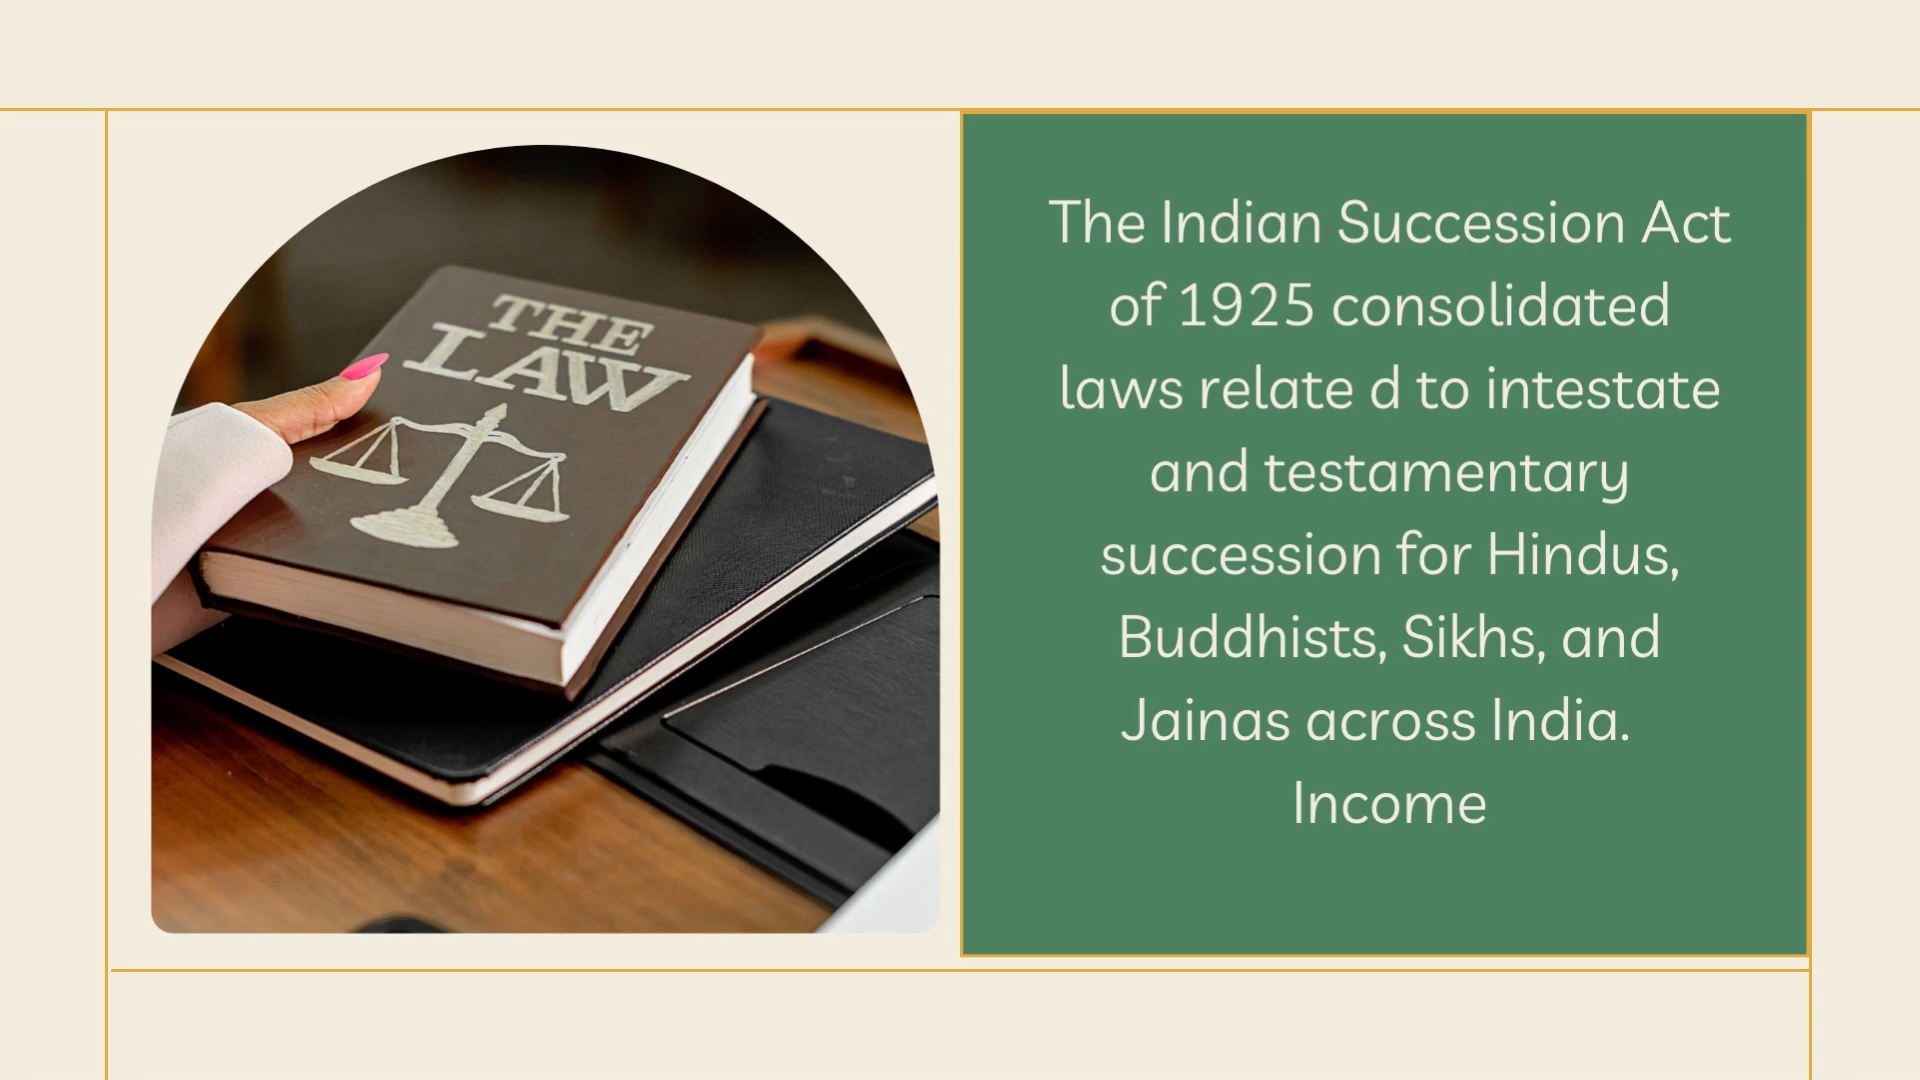 THE
LAW
The Indian Succession Act
of 1925 consolidated
laws relate d to intestate
and testamentary
succession for Hindus,
Buddhists, Sikhs, and
Jainas across India.
Income